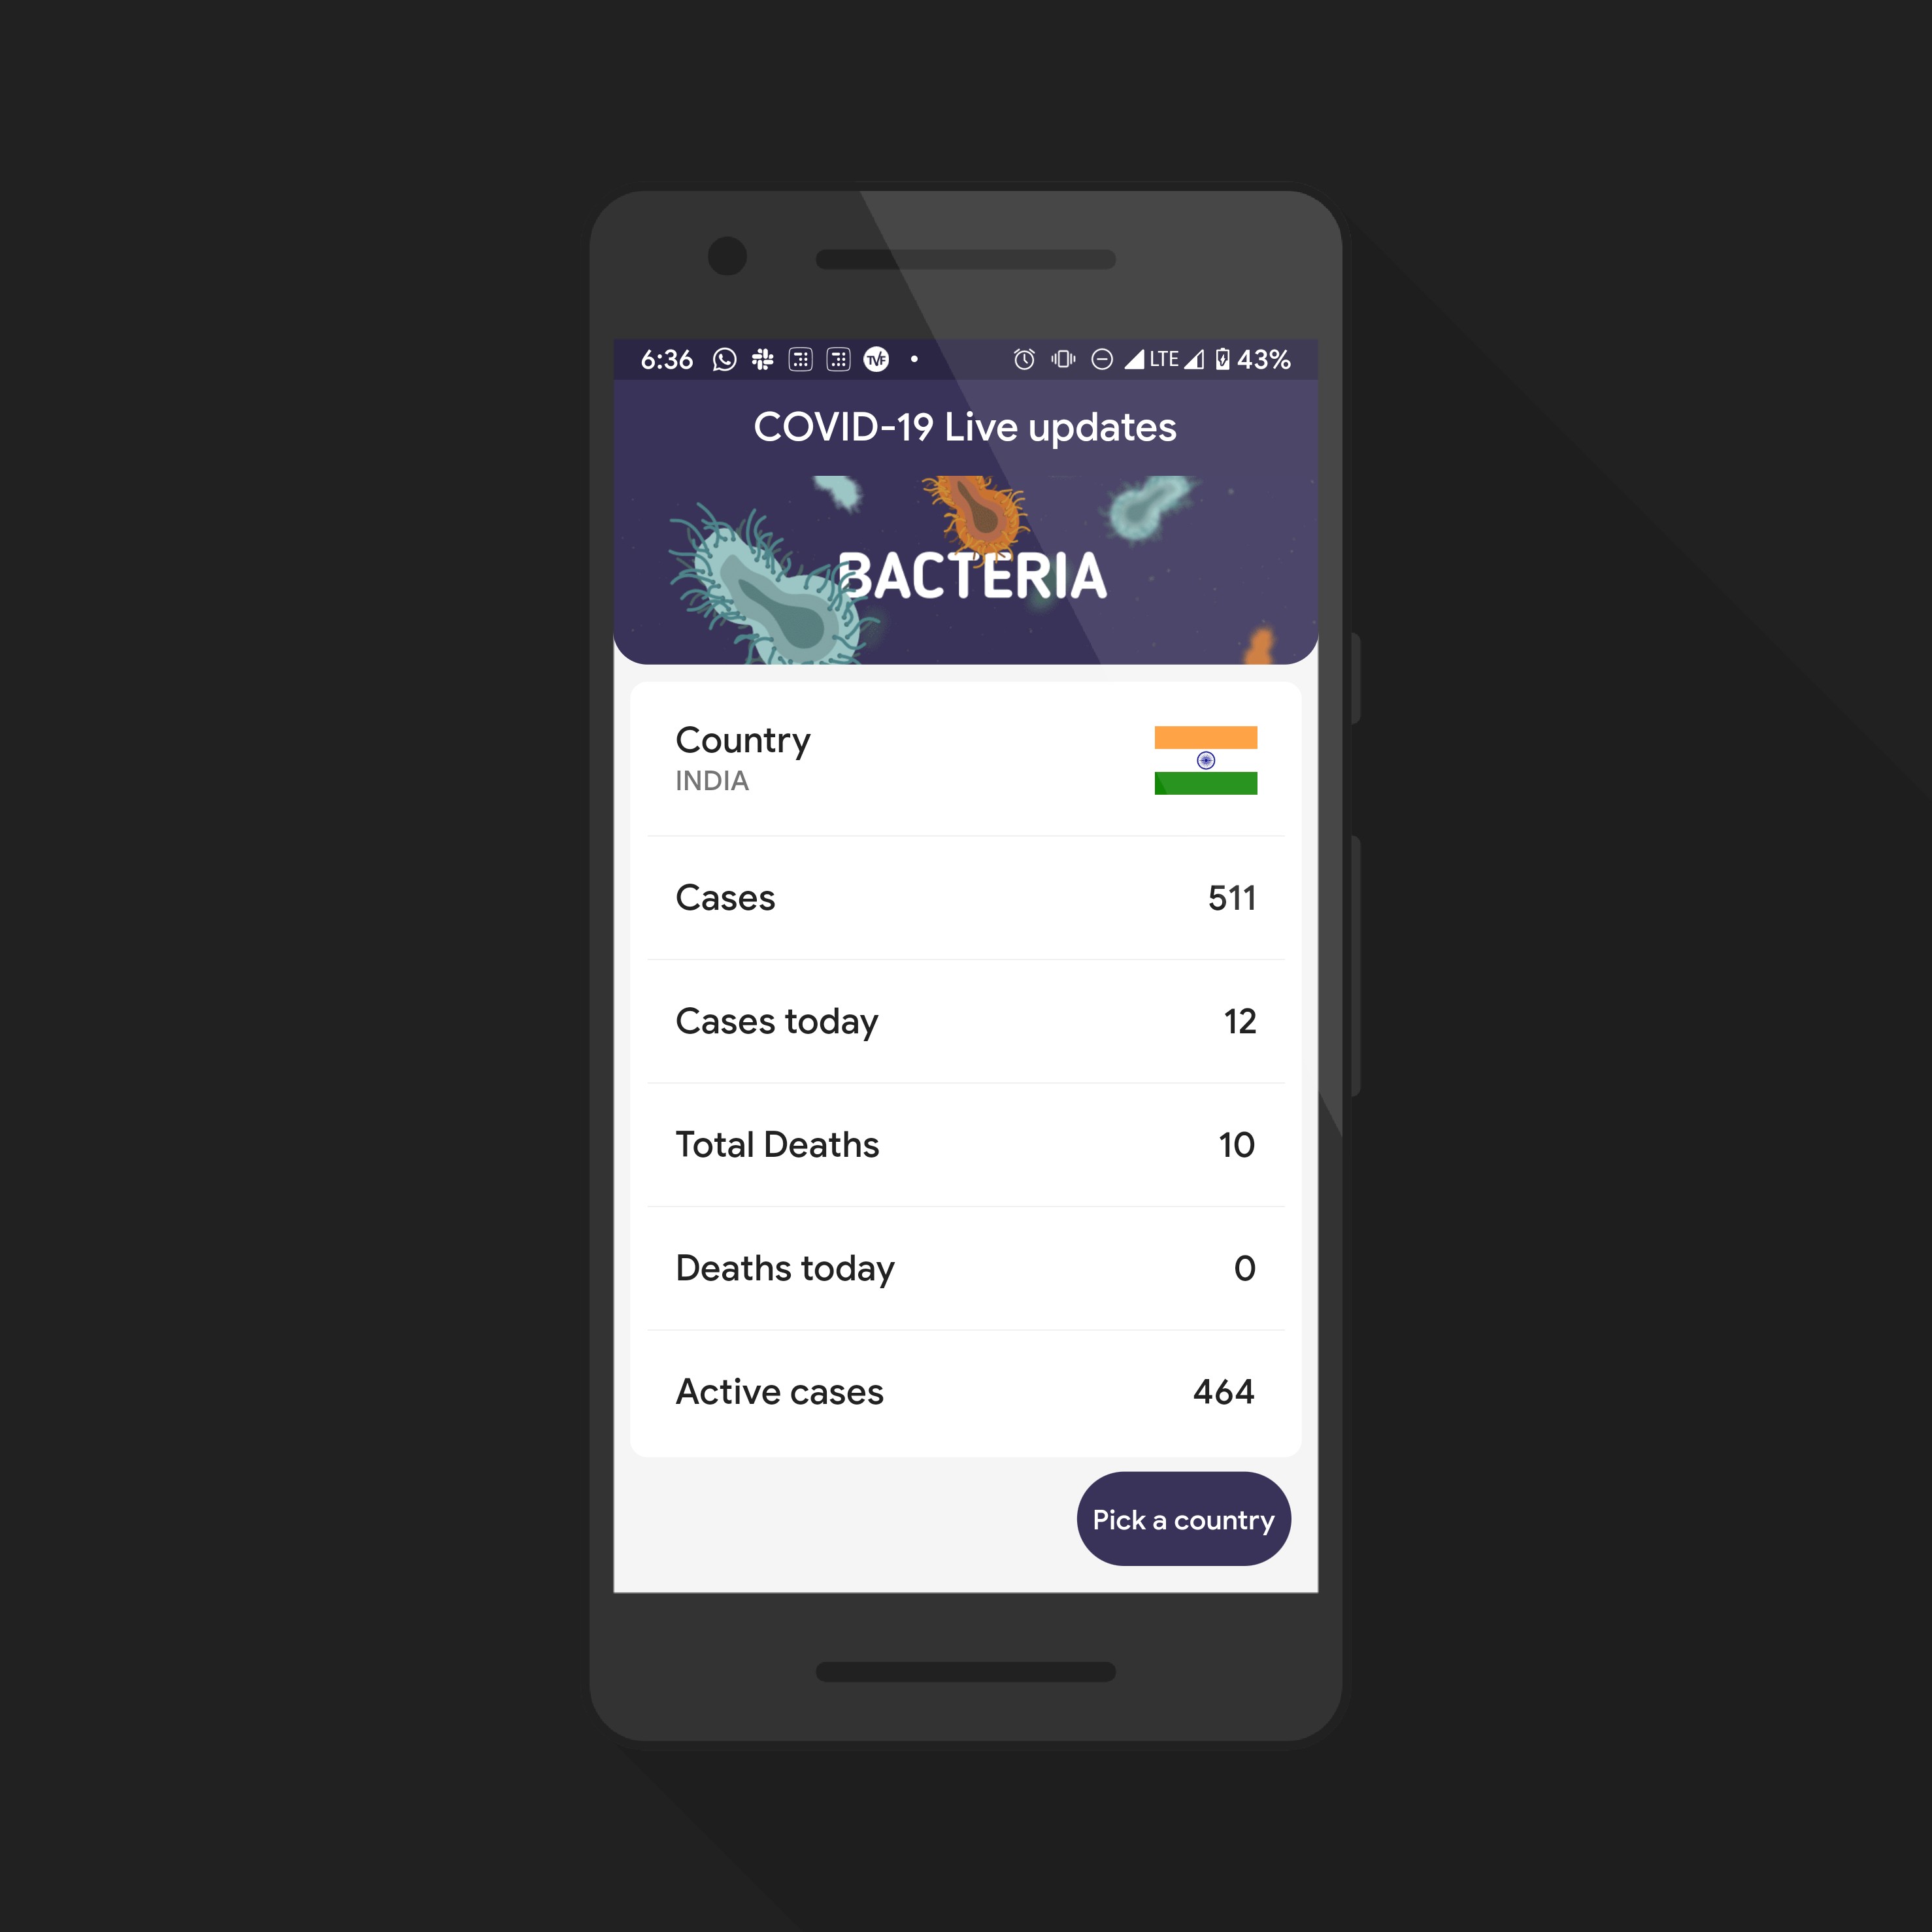 6:36 TVF LTE 43%
COVID-19 Live updates
BACTERIA
Country
INDIA
Cases 511
Cases today 12
Total Deaths 10
Deaths today 0
Active cases 464
Pick a country